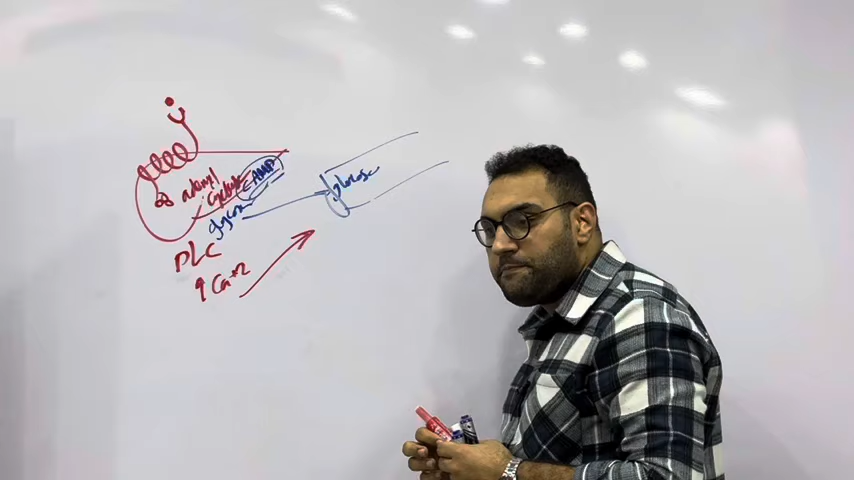 adenyl
cyclase
CAMP
glycogen
glucose
PLC
↑ Ca+2